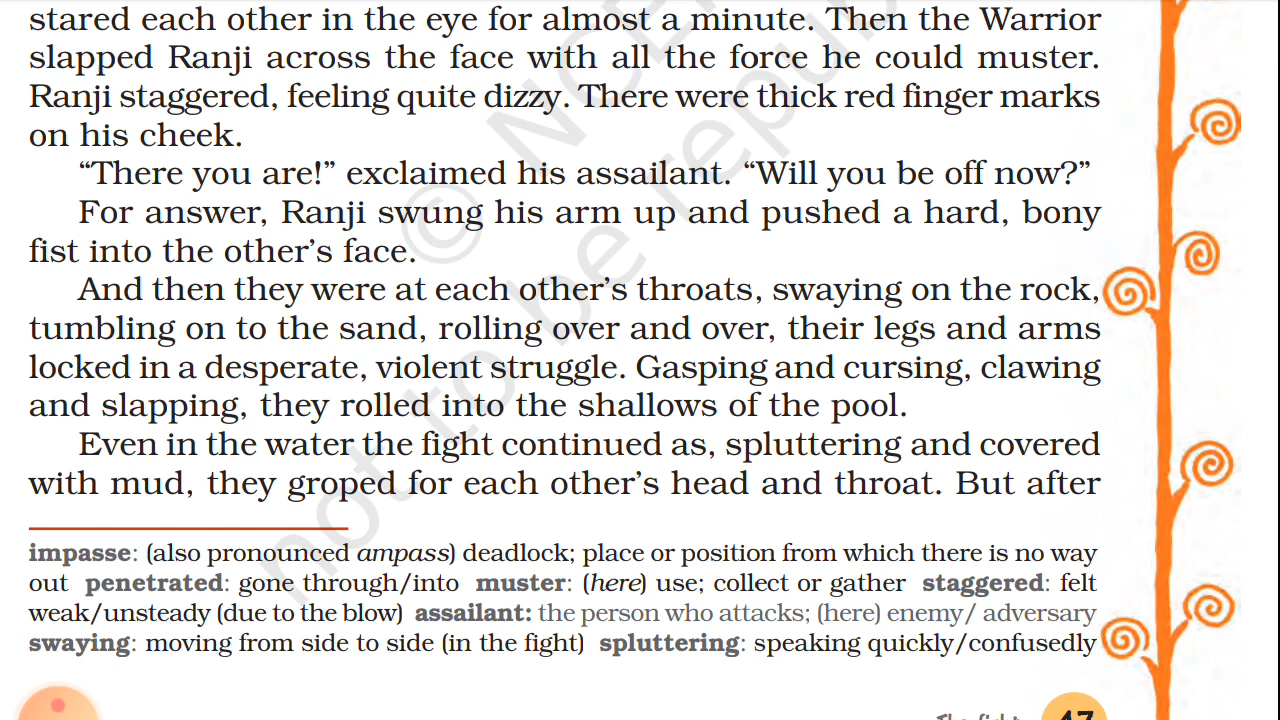 stared each other in the eye for almost a minute. Then the Warrior
slapped Ranji across the face with all the force he could muster.
Ranji staggered, feeling quite dizzy. There were thick red finger marks
on his cheek.
“There you are!” exclaimed his assailant. “Will you be off now?”
For answer, Ranji swung his arm up and pushed a hard, bony
fist into the other’s face.
And then they were at each other’s throats, swaying on the rock,
tumbling on to the sand, rolling over and over, their legs and arms
locked in a desperate, violent struggle. Gasping and cursing, clawing
and slapping, they rolled into the shallows of the pool.
Even in the water the fight continued as, spluttering and covered
with mud, they groped for each other’s head and throat. But after
impasse: (also pronounced ampass) deadlock; place or position from which there is no way
out penetrated: gone through/into muster: (here) use; collect or gather staggered: felt
weak/unsteady (due to the blow) assailant: the person who attacks; (here) enemy/ adversary
swaying: moving from side to side (in the fight) spluttering: speaking quickly/confusedly
The fight 47
© NCE
not to be repu